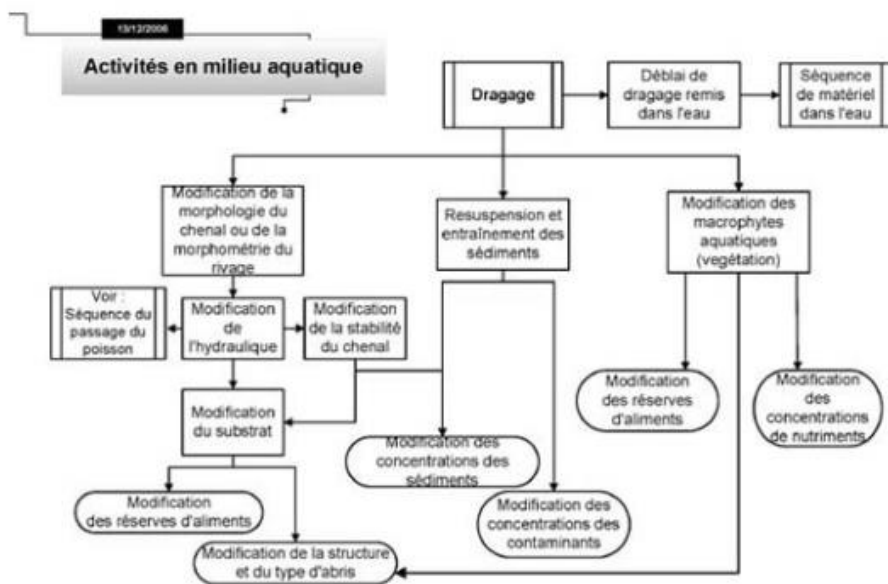 13/12/2006
Activités en milieu aquatique
Dragage
Déblai de
dragage remis
dans l'eau
Séquence
de matériel
dans l'eau
Modification de la
morphologie du
chenal ou de la
morphométrie du
rivage
Resuspension et
entraînement des
sédiments
Modification des
macrophytes
aquatiques
(vegétation)
Voir :
Séquence du
passage du
poisson
Modification
de
l'hydraulique
Modification
de la stabilité
du chenal
Modification
du substrat
Modification des
concentrations des
sédiments
Modification
des réserves
d'aliments
Modification
des
concentrations
de nutriments
Modification
des réserves d'aliments
Modification des
concentrations des
contaminants
Modification de la structure
et du type d'abris